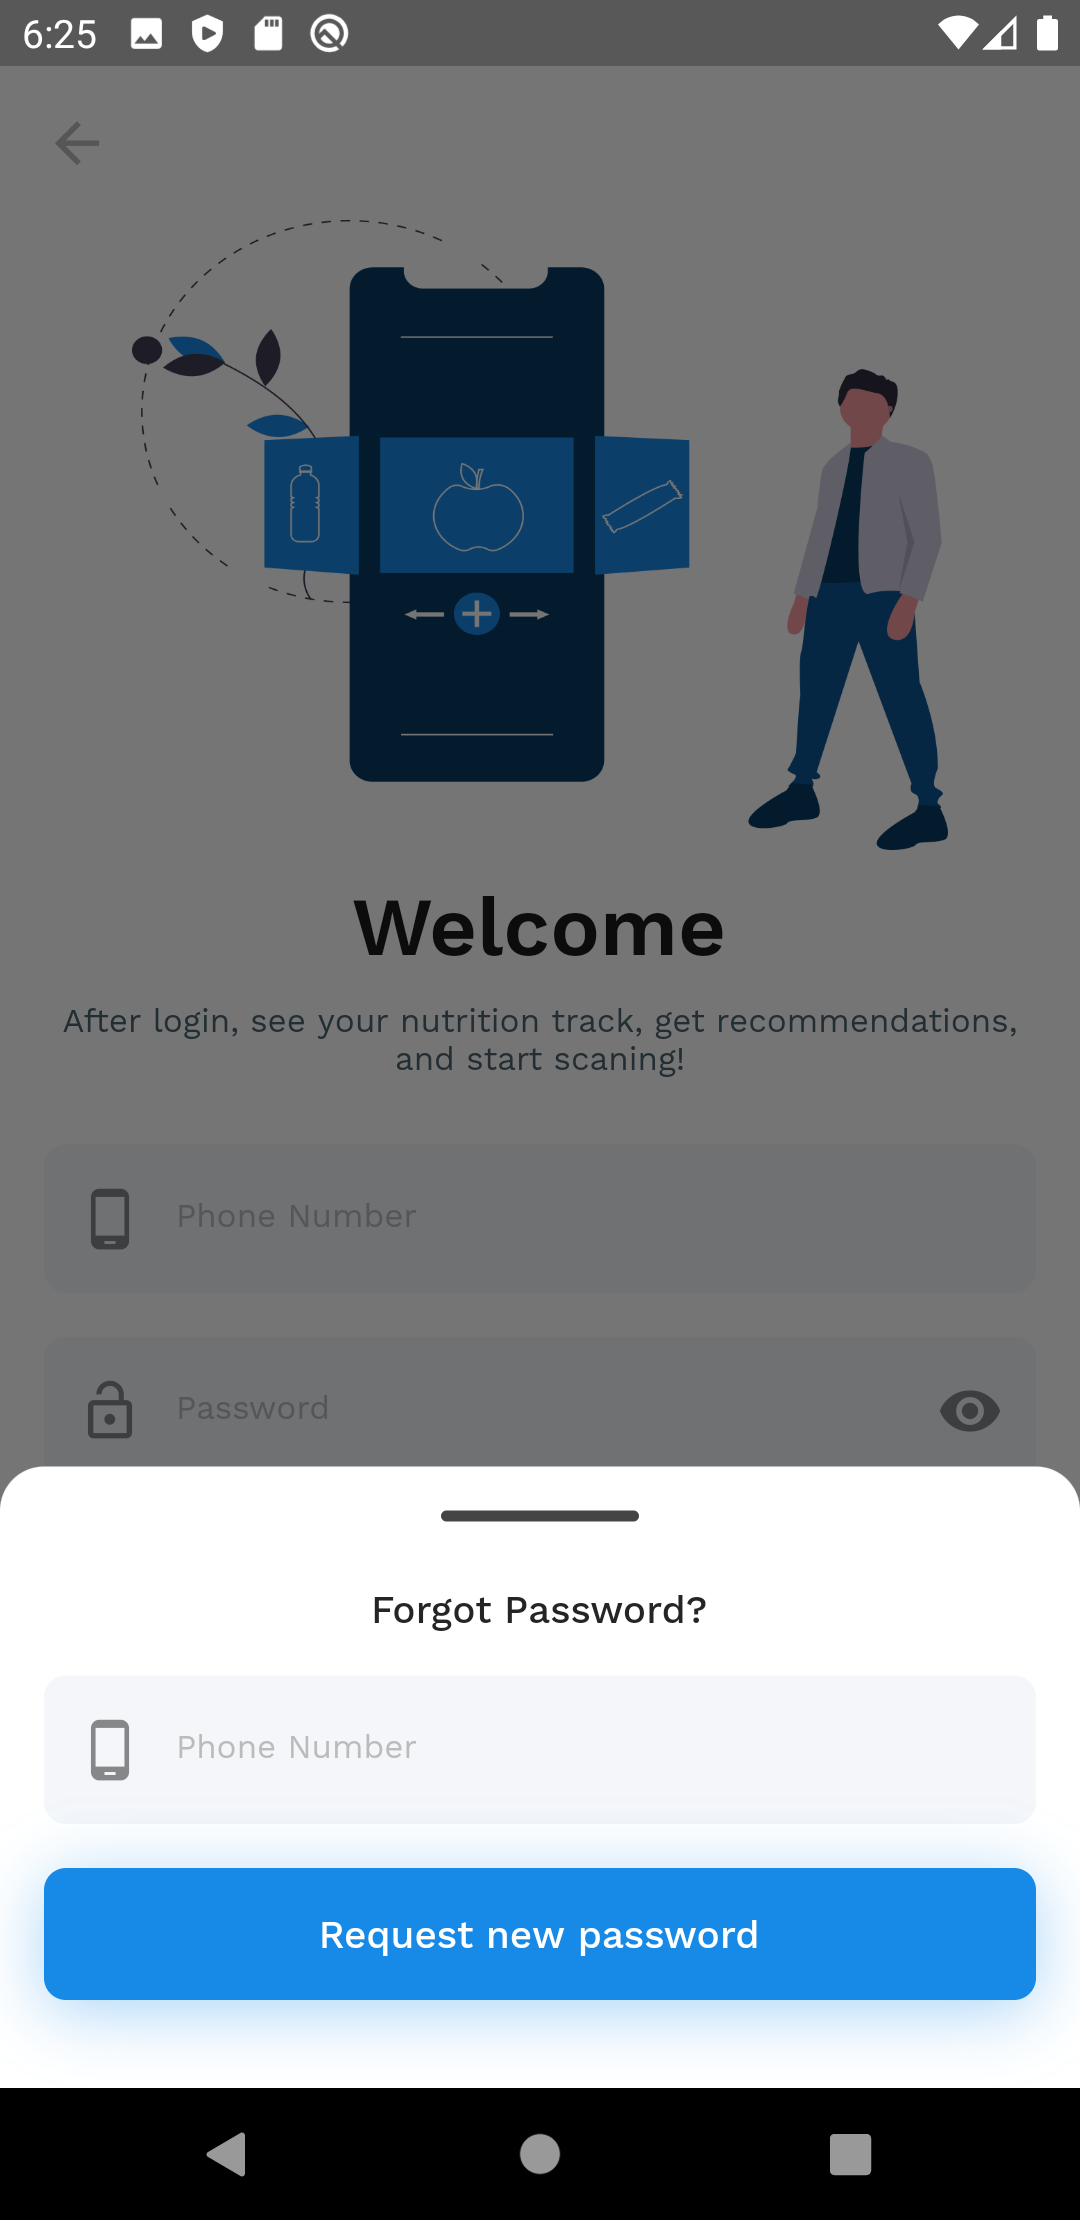 6:25
Welcome
After login, see your nutrition track, get recommendations,
and start scaning!
Phone Number
Password
Forgot Password?
Phone Number
Request new password